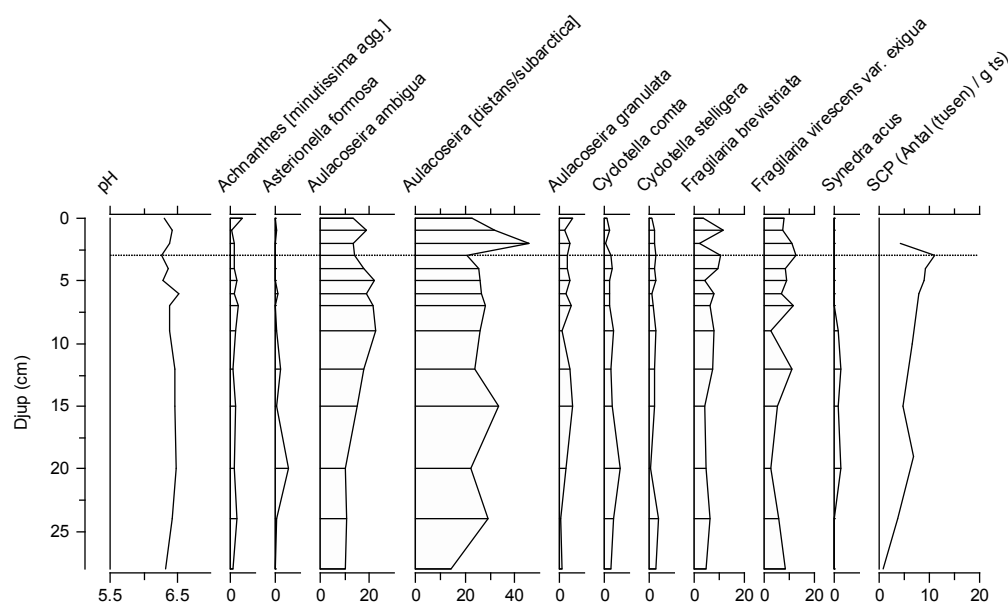 pH
Achnanthes [minutissima agg.]
Asterionella formosa
Aulacoseira ambigua
Aulacoseira [distans/subarctica]
Aulacoseira granulata
Cyclotella comta
Cyclotella stelligera
Fragilaria brevistriata
Fragilaria virescens var. exigua
Synedra acus
SCP (Antal (tusen) / g ts)
0
5
10
15
20
25
Djup (cm)
5.5 6.5 0 0 0 20 0 20 40 0 0 0 0 20 0 20 0 0 10 20